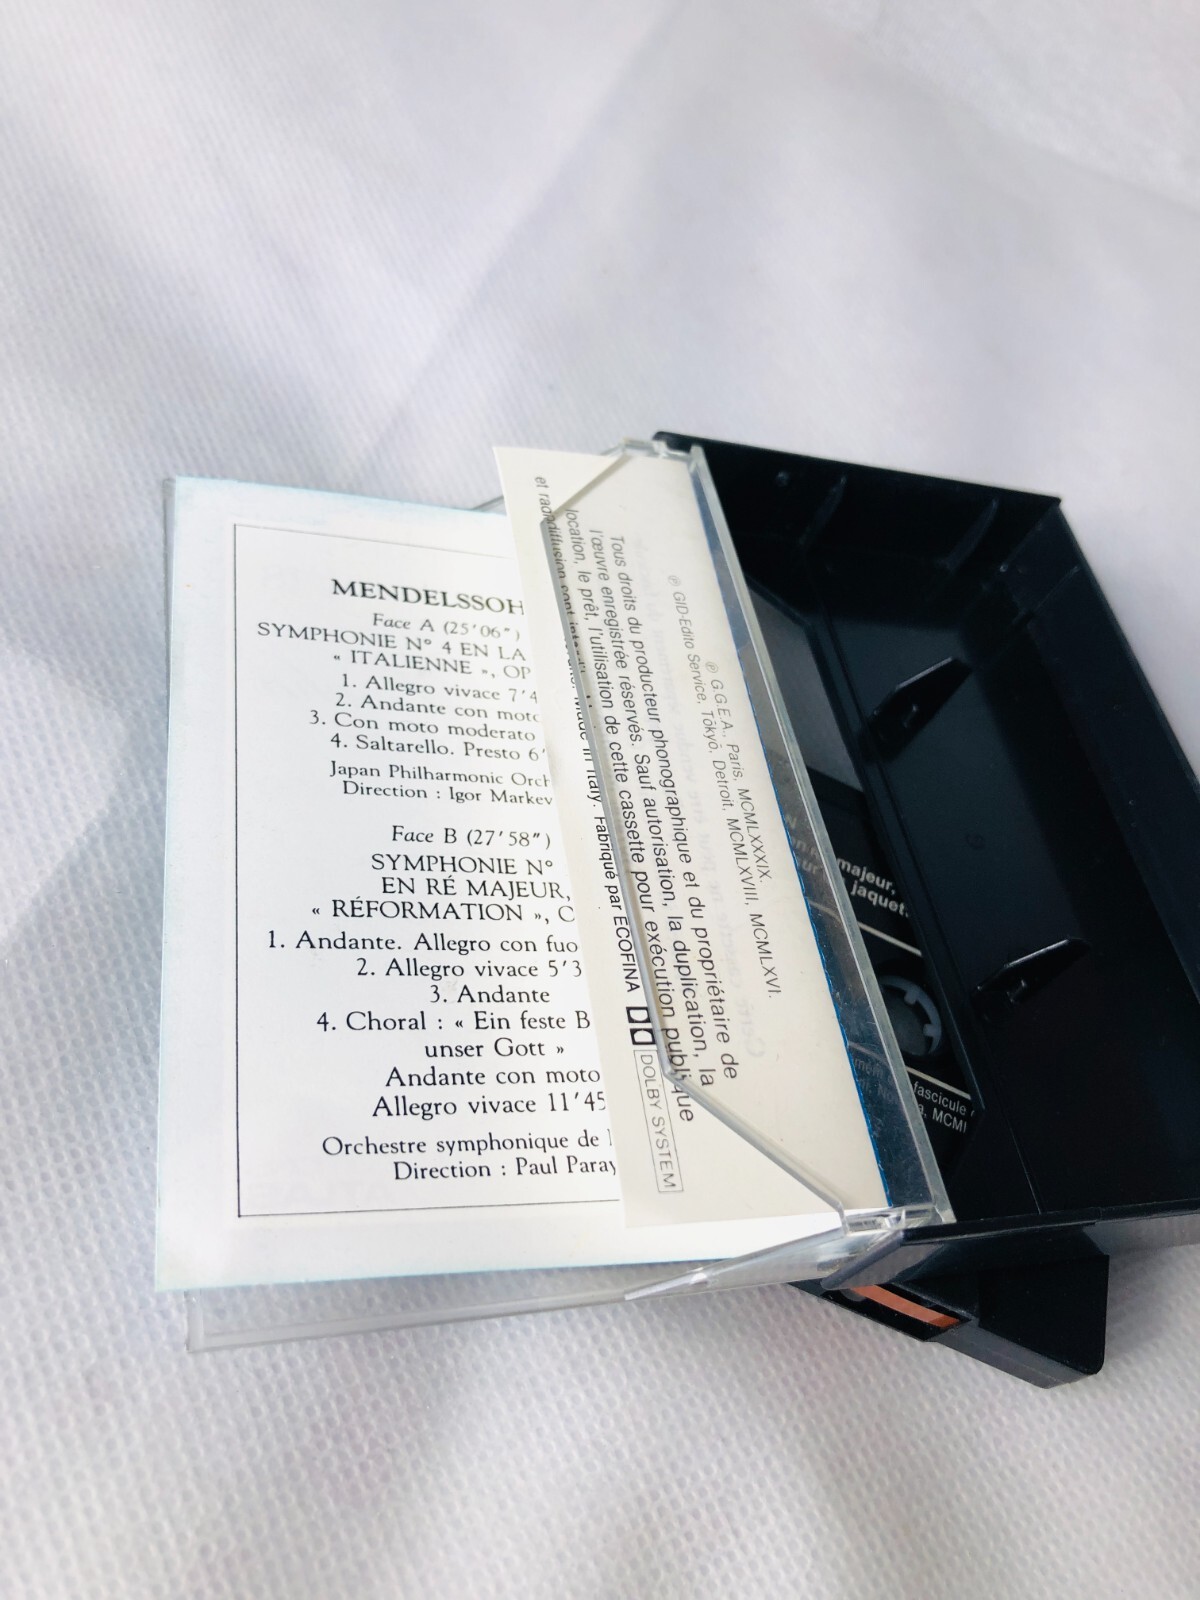 MENDELSSOH
Face A (25'06")
SYMPHONIE N° 4 EN LA
« ITALIENNE », OP
1. Allegro vivace 7'4
2. Andante con moto
3. Con moto moderato
4. Saltarello. Presto 6'
Japan Philharmonic Orch
Direction : Igor Markev
Face B (27'58")
SYMPHONIE N°
EN RÉ MAJEUR,
« RÉFORMATION », O
1. Andante. Allegro con fuo
2. Allegro vivace 5'3
3. Andante
4. Choral : « Ein feste B
unser Gott »
Andante con moto
Allegro vivace 11'45
Orchestre symphonique de
Direction : Paul Paray
℗ G.G.E.A., Paris, MCMLXXXIX.
℗ GID-Edito Service, Tôkyô, Detroit, MCMLXVIII, MCMLXVI.
Tous droits du producteur phonographique et du propriétaire de
l'œuvre enregistrée réservés. Sauf autorisation, la duplication, la
location, le prêt, l'utilisation de cette cassette pour exécution publique
et radiodiffusion sont Made in Italy. Fabriqué par ECOFINA
DOLBY SYSTEM
majeur,
jaquet.
fascicule
MCML